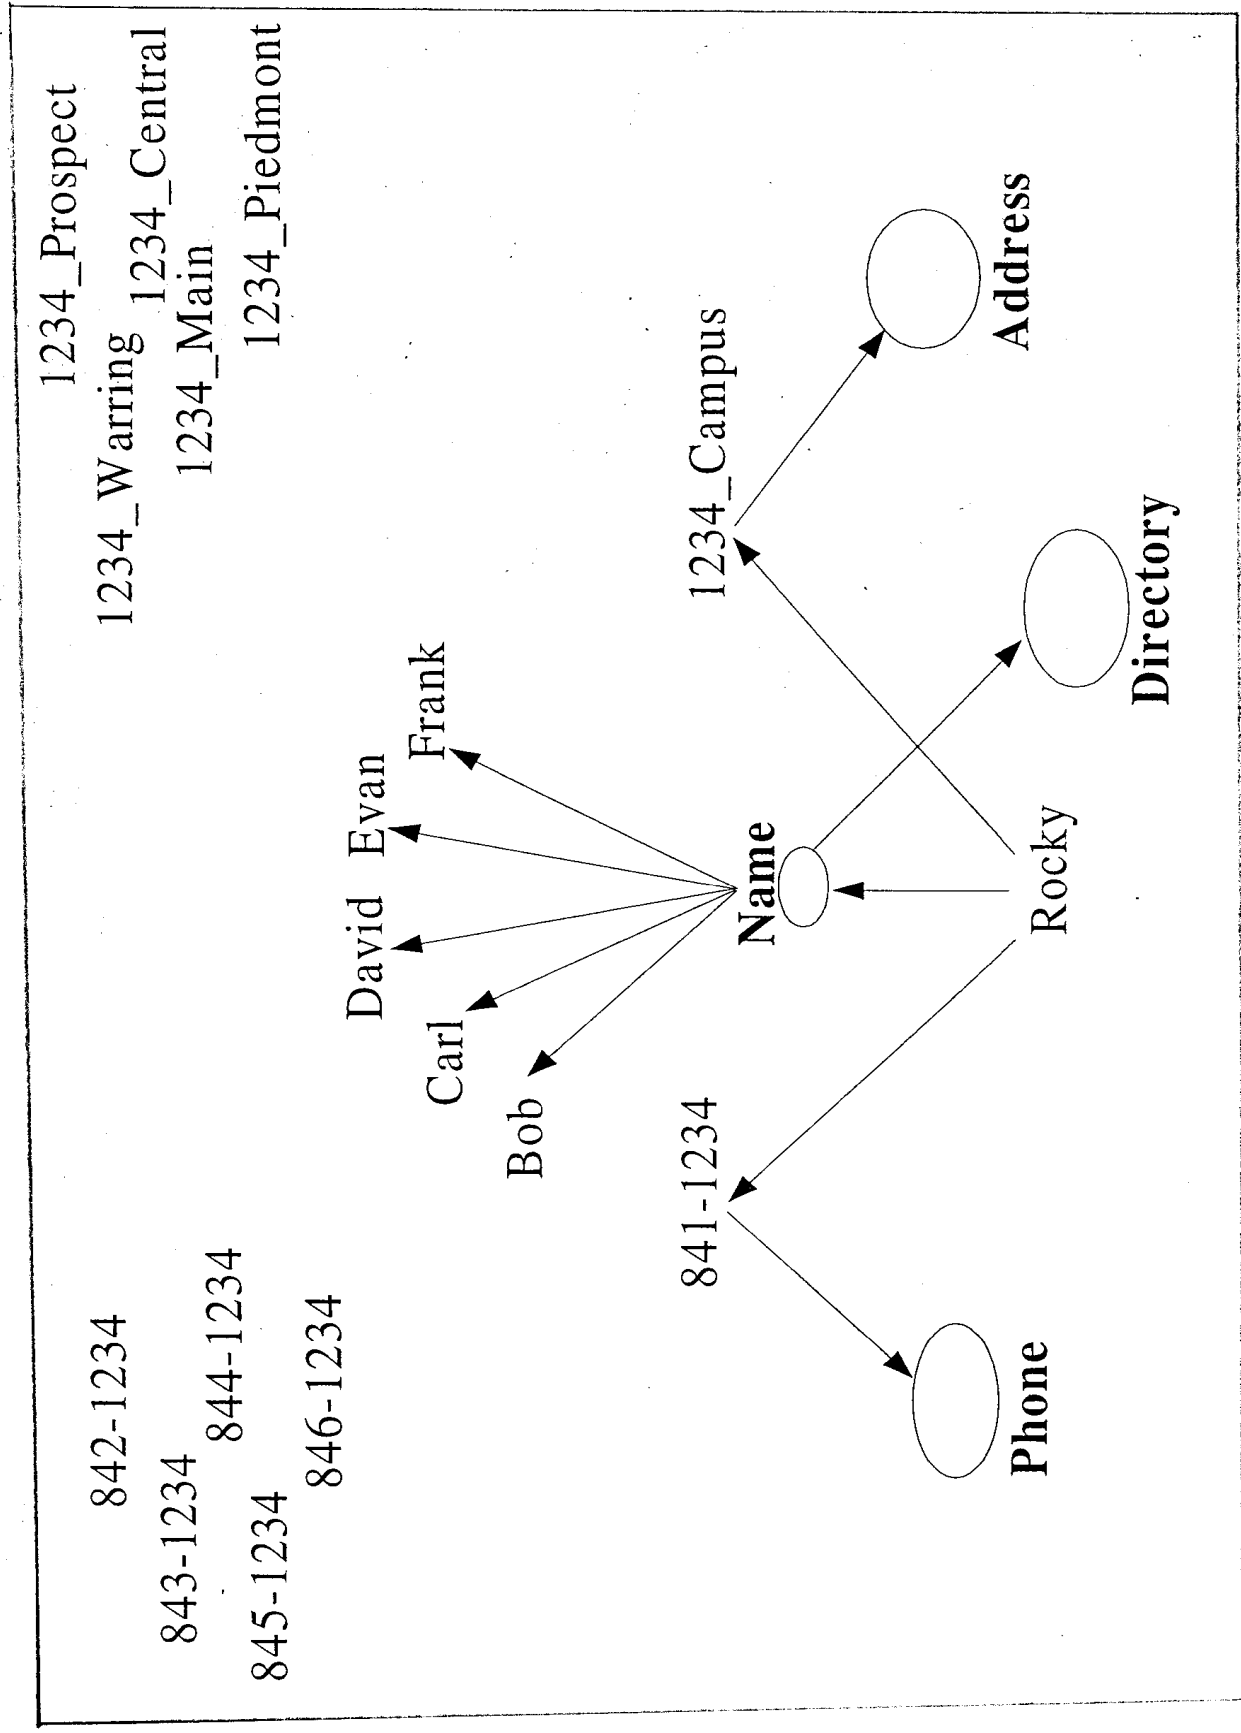 1234_Prospect
842-1234
1234_Warring
1234_Central
843-1234
1234_Main
844-1234
845-1234
1234_Piedmont
846-1234
David
Evan
Carl
Frank
Bob
841-1234
1234_Campus
Name
Phone
Rocky
Address
Directory